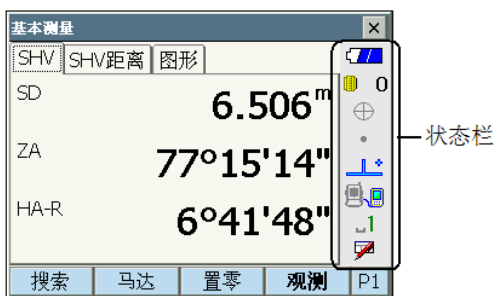 基本测量
SHV SHV距离 图形
SD 6.506m
0
ZA 77°15'14"
状态栏
HA-R 6°41'48"
1
搜索 马达 置零 观测 P1